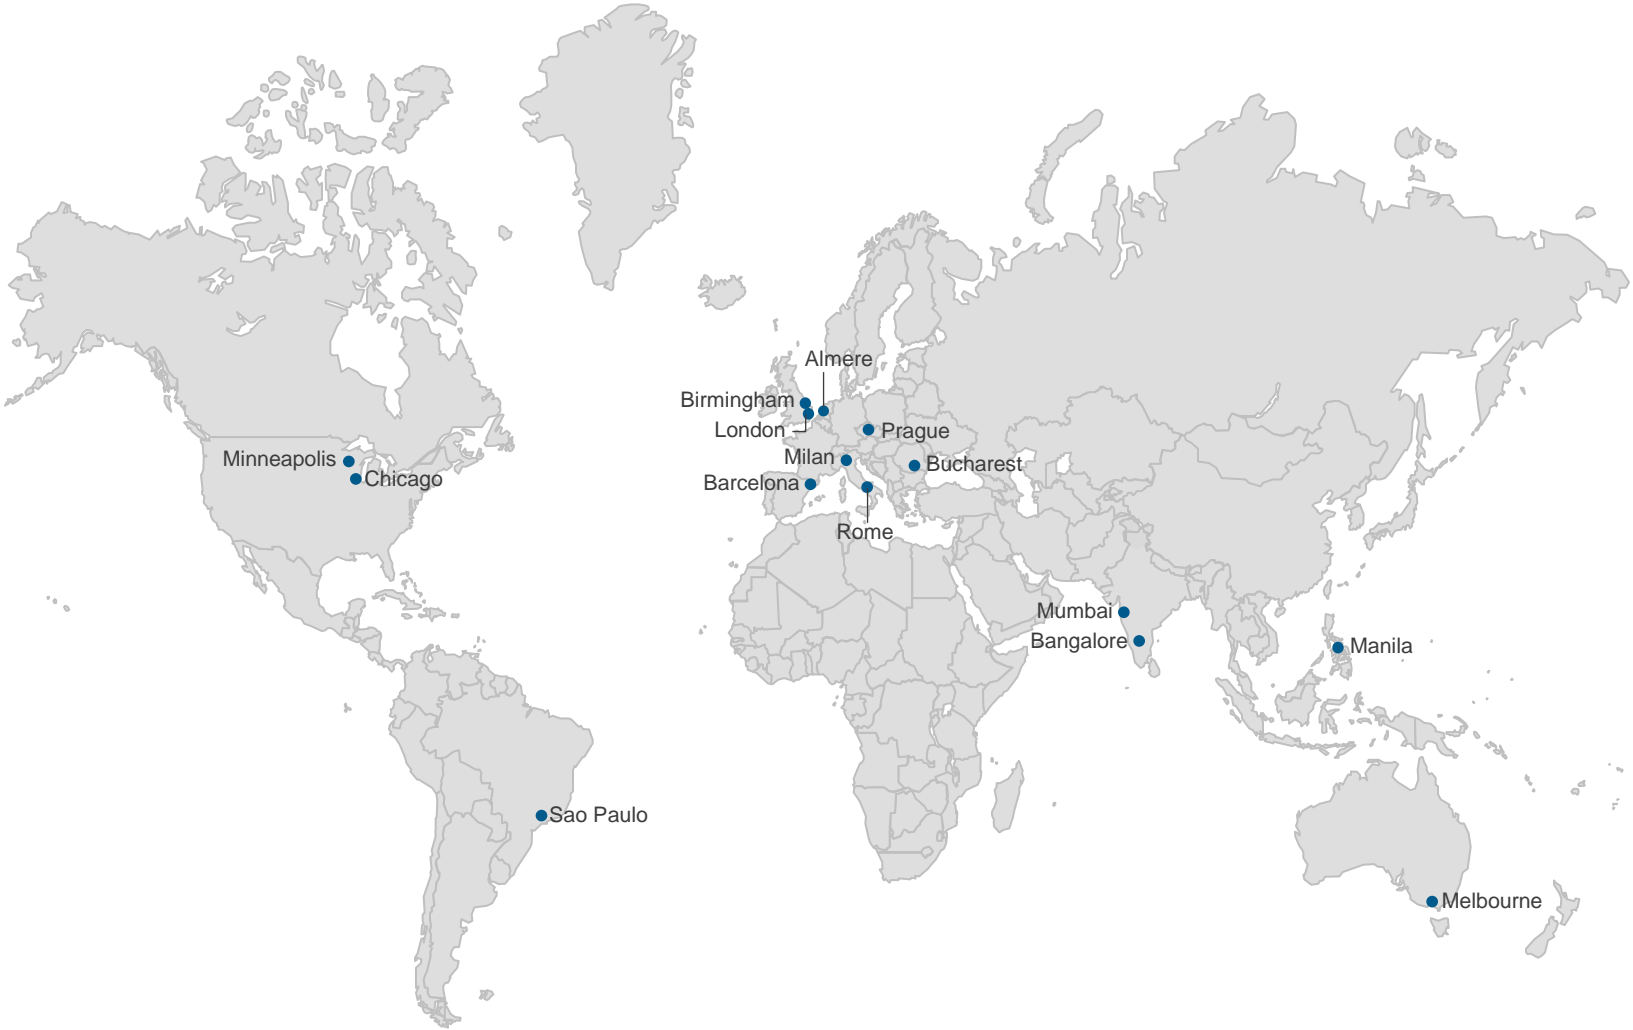 Almere
Birmingham
London
Prague
Milan
Minneapolis
Bucharest
Chicago
Barcelona
Rome
Mumbai
Bangalore
Manila
Sao Paulo
Melbourne